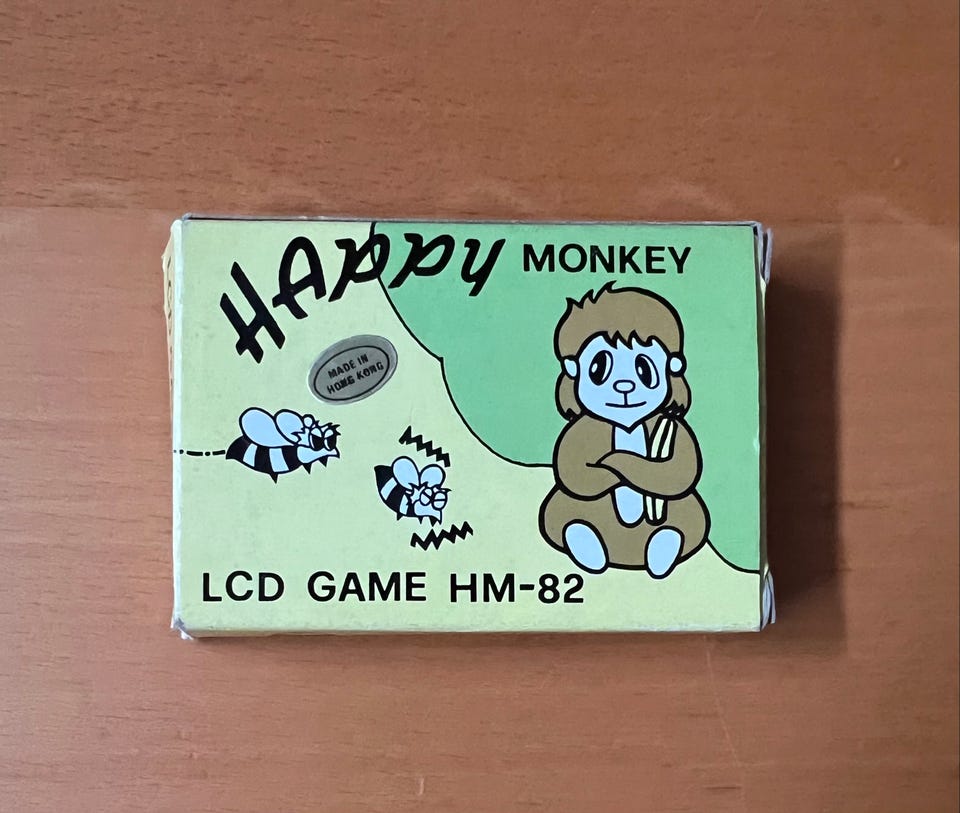 HAppy MONKEY
MADE IN
HONG KONG
LCD GAME HM-82